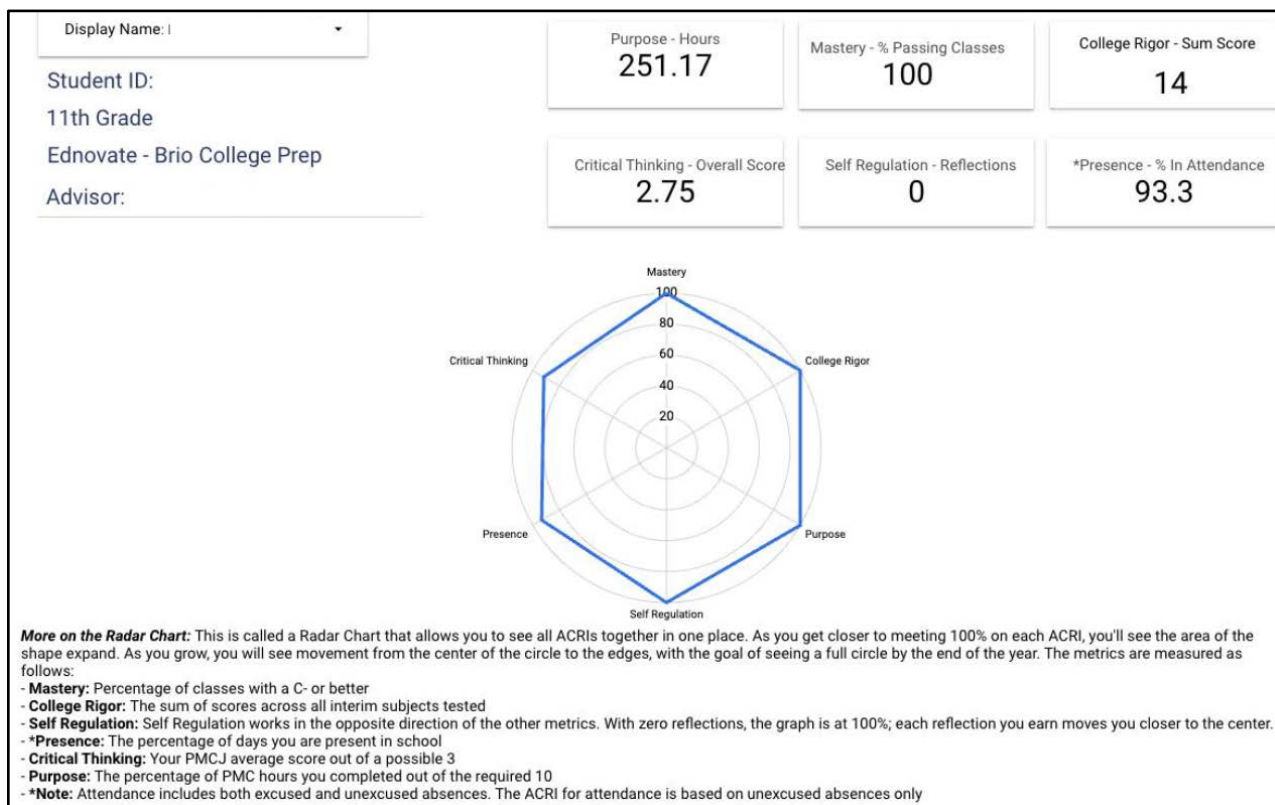 Display Name:
Student ID:
11th Grade
Ednovate - Brio College Prep
Advisor:
Purpose - Hours
251.17
Mastery - % Passing Classes
100
College Rigor - Sum Score
14
Critical Thinking - Overall Score
2.75
Self Regulation - Reflections
0
*Presence - % In Attendance
93.3
Mastery
100
80
60
40
20
Critical Thinking
College Rigor
Presence
Purpose
Self Regulation
More on the Radar Chart: This is called a Radar Chart that allows you to see all ACRIs together in one place. As you get closer to meeting 100% on each ACRI, you'll see the area of the
shape expand. As you grow, you will see movement from the center of the circle to the edges, with the goal of seeing a full circle by the end of the year. The metrics are measured as
follows:
- Mastery: Percentage of classes with a C- or better
- College Rigor: The sum of scores across all interim subjects tested
- Self Regulation: Self Regulation works in the opposite direction of the other metrics. With zero reflections, the graph is at 100%; each reflection you earn moves you closer to the center.
- *Presence: The percentage of days you are present in school
- Critical Thinking: Your PMCJ average score out of a possible 3
- Purpose: The percentage of PMC hours you completed out of the required 10
- *Note: Attendance includes both excused and unexcused absences. The ACRI for attendance is based on unexcused absences only